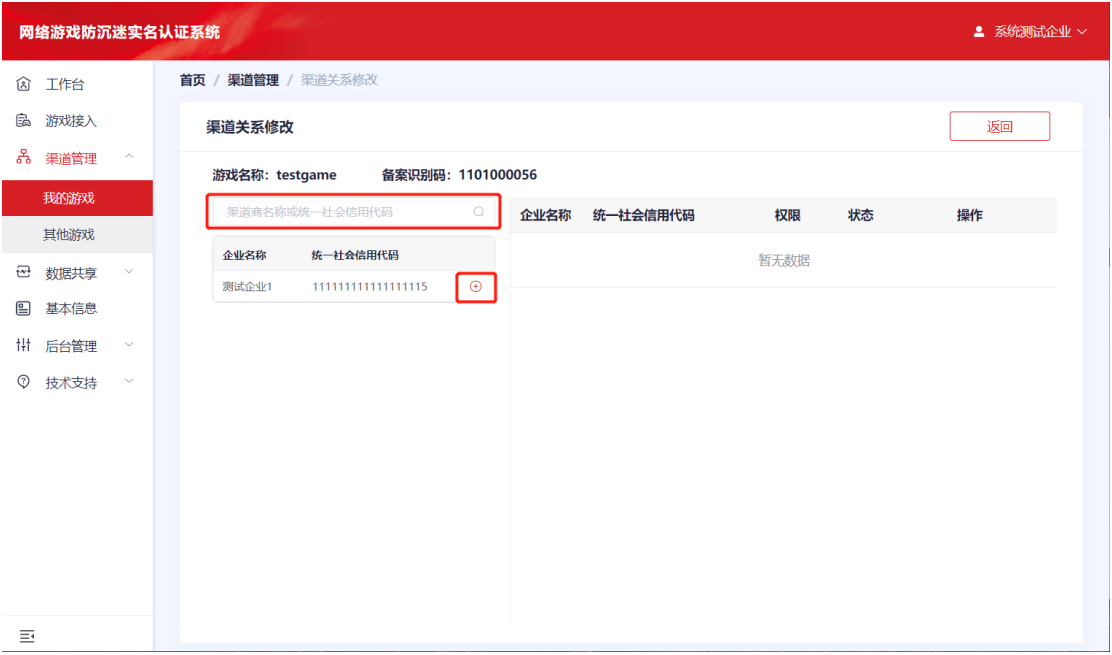 网络游戏防沉迷实名认证系统
系统测试企业
工作台
游戏接入
渠道管理
我的游戏
其他游戏
数据共享
基本信息
后台管理
技术支持
首页 / 渠道管理 / 渠道关系修改
渠道关系修改
返回
游戏名称：testgame 备案识别码：1101000056
渠道商名称或统一社会信用代码
企业名称 统一社会信用代码
测试企业1 111111111111111115
企业名称 统一社会信用代码 权限 状态 操作
暂无数据